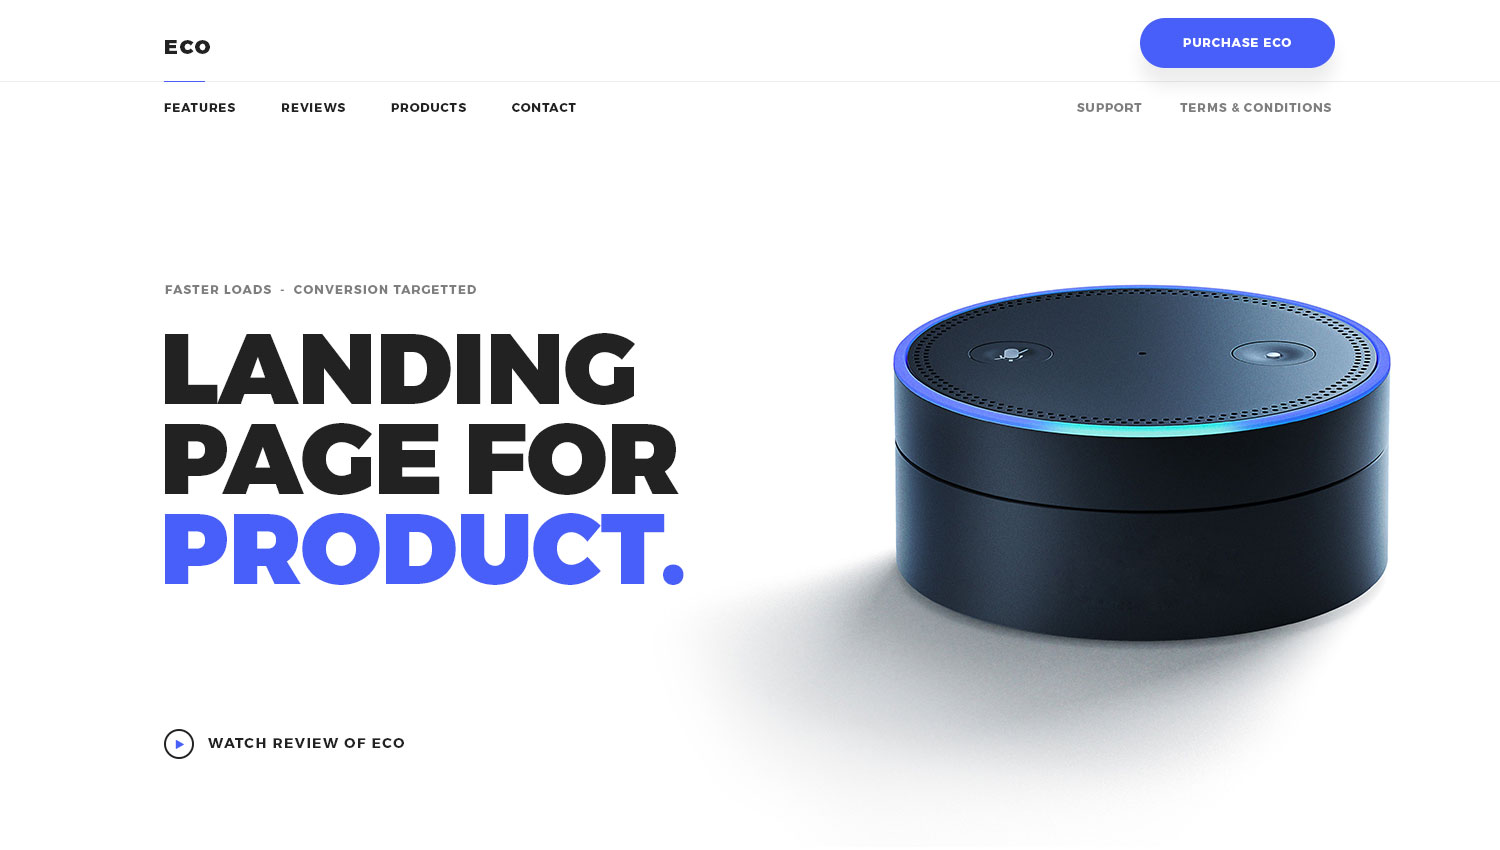 ECO
PURCHASE ECO
FEATURES REVIEWS PRODUCTS CONTACT SUPPORT TERMS & CONDITIONS
FASTER LOADS - CONVERSION TARGETTED
LANDING
PAGE FOR
PRODUCT.
WATCH REVIEW OF ECO